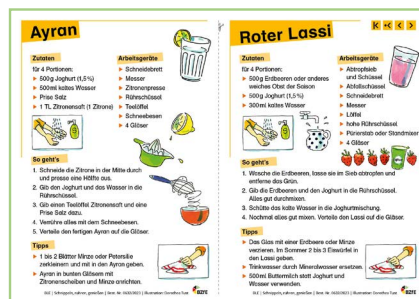 Ayran
Zutaten
für 4 Portionen:
500g Joghurt (1,5%)
500ml kaltes Wasser
Prise Salz
1 TL Zitronensaft (1 Zitrone)
Arbeitsgeräte
Schneidebrett
Messer
Zitronenpresse
Rührschüssel
Teelöffel
Schneebesen
4 Gläser
So geht's
1. Schneide die Zitrone in der Mitte durch
und presse eine Hälfte aus.
2. Gib den Joghurt und das Wasser in die
Rührschüssel.
3. Gib einen Teelöffel Zitronensaft und eine
Prise Salz dazu.
4. Verrühre alles mit dem Schneebesen.
5. Verteile den fertigen Ayran auf die Gläser.
Tipps
1 bis 2 Blätter Minze oder Petersilie
zerkleinern und mit in den Ayran geben.
Ayran in bunten Gläsern mit
Zitronenscheiben und Minze anrichten.
BZfE
Roter Lassi
Zutaten
für 4 Portionen:
500g Erdbeeren oder anderes
weiches Obst der Saison
500g Joghurt (1,5%)
300ml kaltes Wasser
Arbeitsgeräte
Abtropfsieb
und Schüssel
Abfallschüssel
Schneidebrett
Messer
Löffel
hohe Rührschüssel
Pürierstab oder Standmixer
4 Gläser
So geht's
1. Wasche die Erdbeeren, lasse sie im Sieb abtropfen und
entferne das Grün.
2. Gib die Erdbeeren und den Joghurt in die Rührschüssel.
Alles gut durchmixen.
3. Schütte das kalte Wasser in die Joghurtmischung.
4. Nochmal alles gut mixen. Verteile den Lassi auf die Gläser.
Tipps
Das Glas mit einer Erdbeere oder Minze
verzieren. Im Sommer 2 bis 3 Eiswürfel in
den Lassi geben.
Trinkwasser durch Mineralwasser ersetzen.
500ml Buttermilch statt Joghurt und
Wasser verwenden.
BZfE